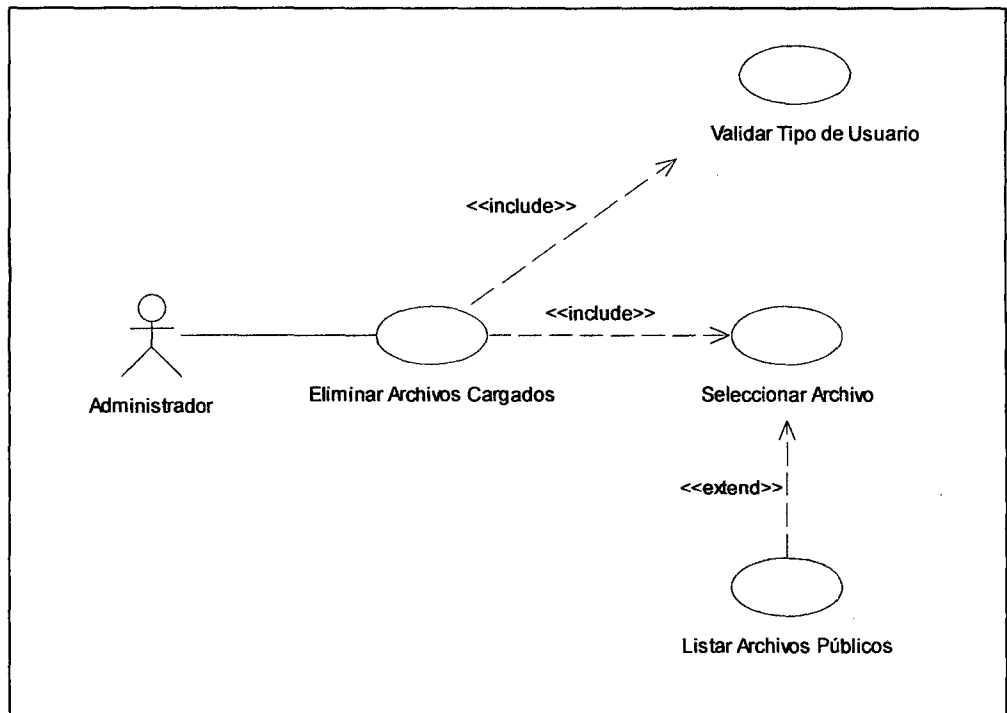 Validar Tipo de Usuario
<<include>>
<<include>>
Administrador
Eliminar Archivos Cargados
Seleccionar Archivo
<<extend>>
Listar Archivos Públicos